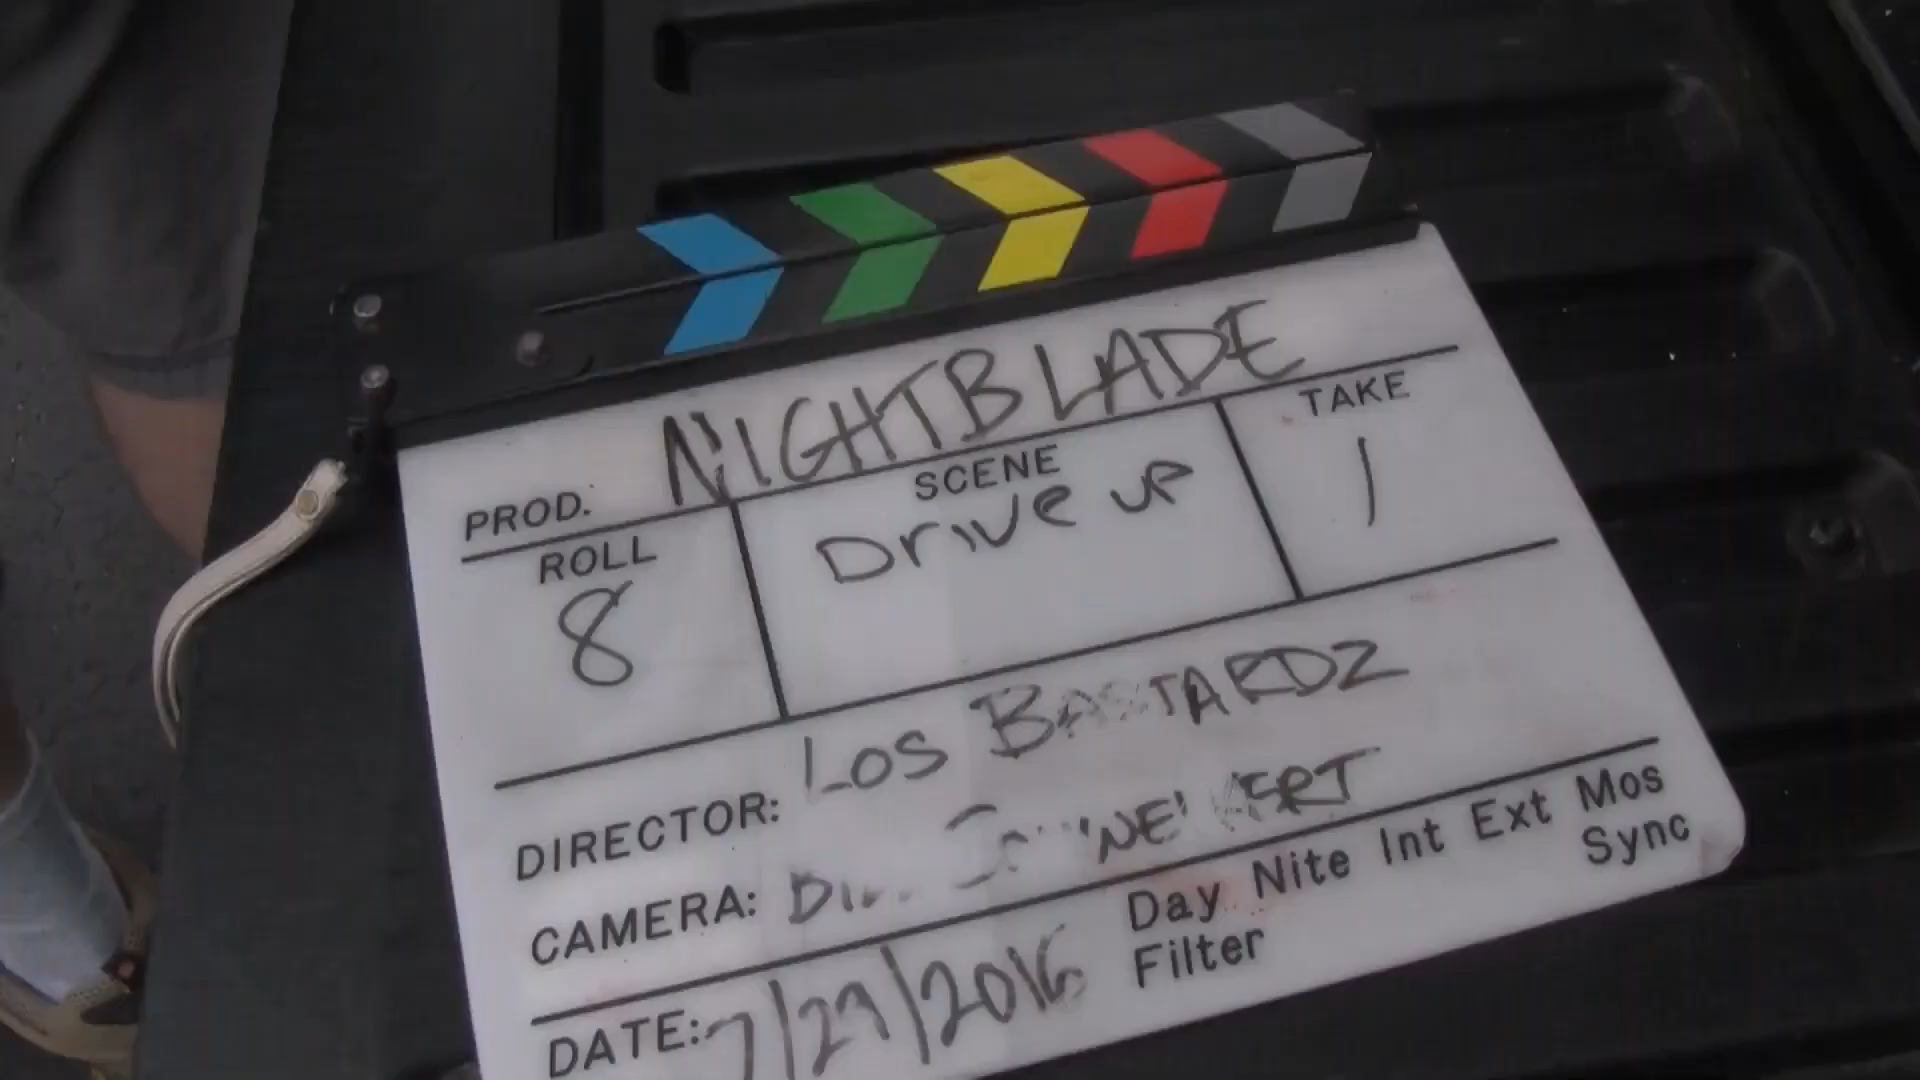 PROD. NIGHTBLADE
ROLL SCENE TAKE
8 Drive up 1
DIRECTOR: LOS BASTARDZ
CAMERA:
DATE: 7/29/2016
Day Nite Int Ext Mos
Filter Sync